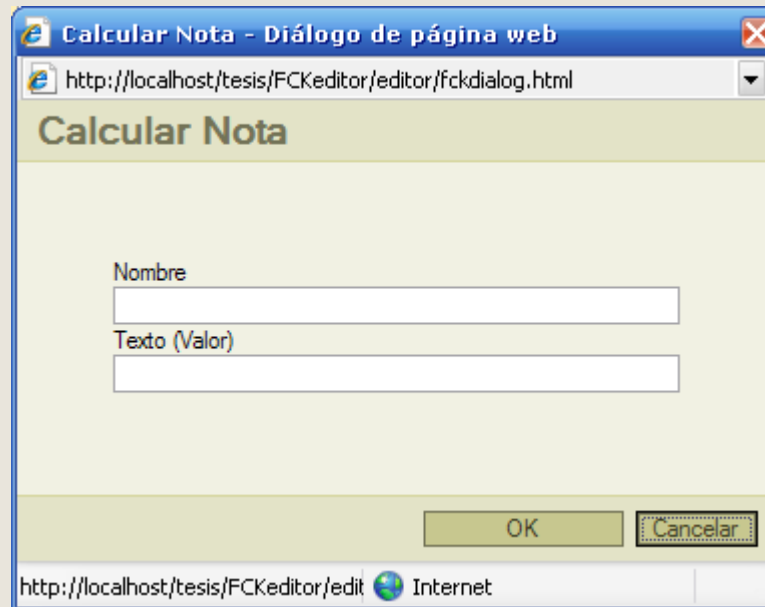 Calcular Nota - Diálogo de página web
http://localhost/tesis/FCKeditor/editor/fckdialog.html
Calcular Nota
Nombre
Texto (Valor)
OK Cancelar
http://localhost/tesis/FCKeditor/edit Internet